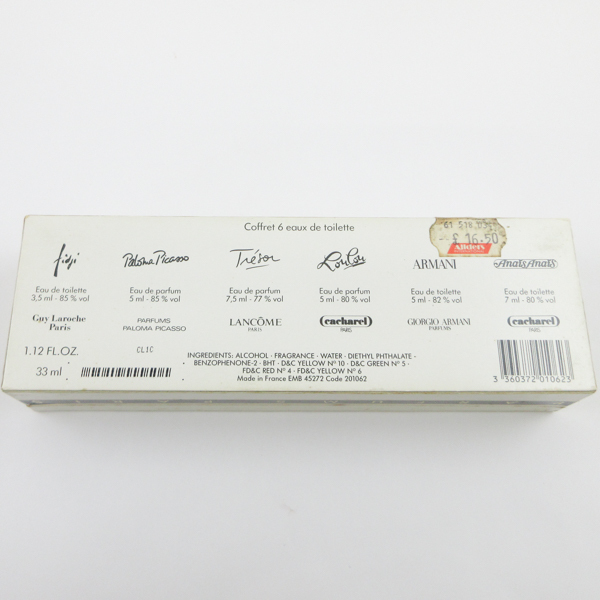 Coffret 6 eaux de toilette
£ 16.50
Allders
fidji
Paloma Picasso
Trésor
LouLou
ARMANI
Anaïs Anaïs
Eau de toilette
3,5 ml - 85 % vol
Eau de parfum
5 ml - 85 % vol
Eau de parfum
7,5 ml - 77 % vol
Eau de parfum
5 ml - 80 % vol
Eau de toilette
5 ml - 82 % vol
Eau de toilette
7 ml - 80 % vol
Guy Laroche
Paris
PARFUMS
PALOMA PICASSO
LANCÔME
PARIS
cacharel
PARIS
GIORGIO ARMANI
PARFUMS
cacharel
PARIS
1.12 FL.OZ.
CL1C
33 ml
INGREDIENTS: ALCOHOL · FRAGRANCE · WATER · DIETHYL PHTHALATE ·
BENZOPHENONE-2 · BHT · D&C YELLOW Nº 10 · D&C GREEN Nº 5 ·
FD&C RED Nº 4 · FD&C YELLOW Nº 6
Made in France EMB 45272 Code 201062
3 360372 010623